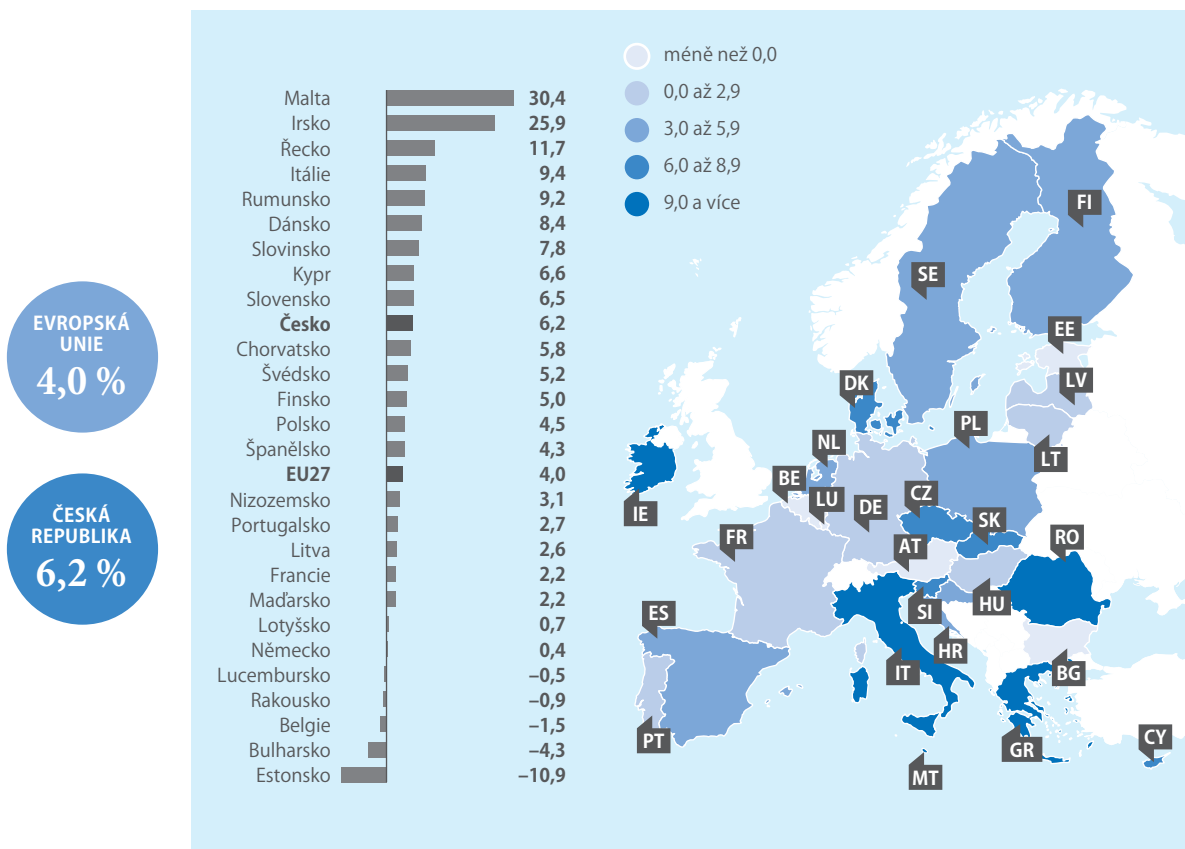 EVROPSKÁ
UNIE
4,0 %
ČESKÁ
REPUBLIKA
6,2 %
Malta 30,4
Irsko 25,9
Řecko 11,7
Itálie 9,4
Rumunsko 9,2
Dánsko 8,4
Slovinsko 7,8
Kypr 6,6
Slovensko 6,5
Česko 6,2
Chorvatsko 5,8
Švédsko 5,2
Finsko 5,0
Polsko 4,5
Španělsko 4,3
EU27 4,0
Nizozemsko 3,1
Portugalsko 2,7
Litva 2,6
Francie 2,2
Maďarsko 2,2
Lotyšsko 0,7
Německo 0,4
Lucembursko –0,5
Rakousko –0,9
Belgie –1,5
Bulharsko –4,3
Estonsko –10,9
méně než 0,0
0,0 až 2,9
3,0 až 5,9
6,0 až 8,9
9,0 a více
FI
SE
EE
LV
DK
PL
NL
LT
BE
LU
DE
CZ
IE
SK
FR
AT
RO
ES
SI
HU
HR
IT
BG
PT
GR
CY
MT